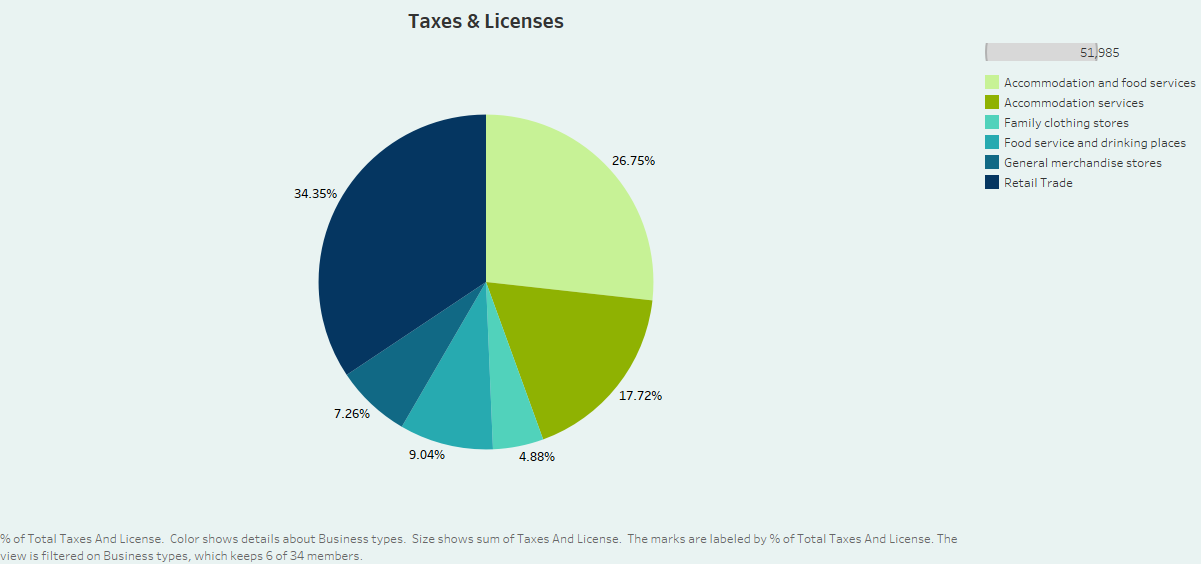 Taxes & Licenses
51,985
Accommodation and food services
Accommodation services
Family clothing stores
Food service and drinking places
General merchandise stores
Retail Trade
26.75%
34.35%
17.72%
7.26%
9.04%
4.88%
% of Total Taxes And License.  Color shows details about Business types.  Size shows sum of Taxes And License.  The marks are labeled by % of Total Taxes And License. The
view is filtered on Business types, which keeps 6 of 34 members.